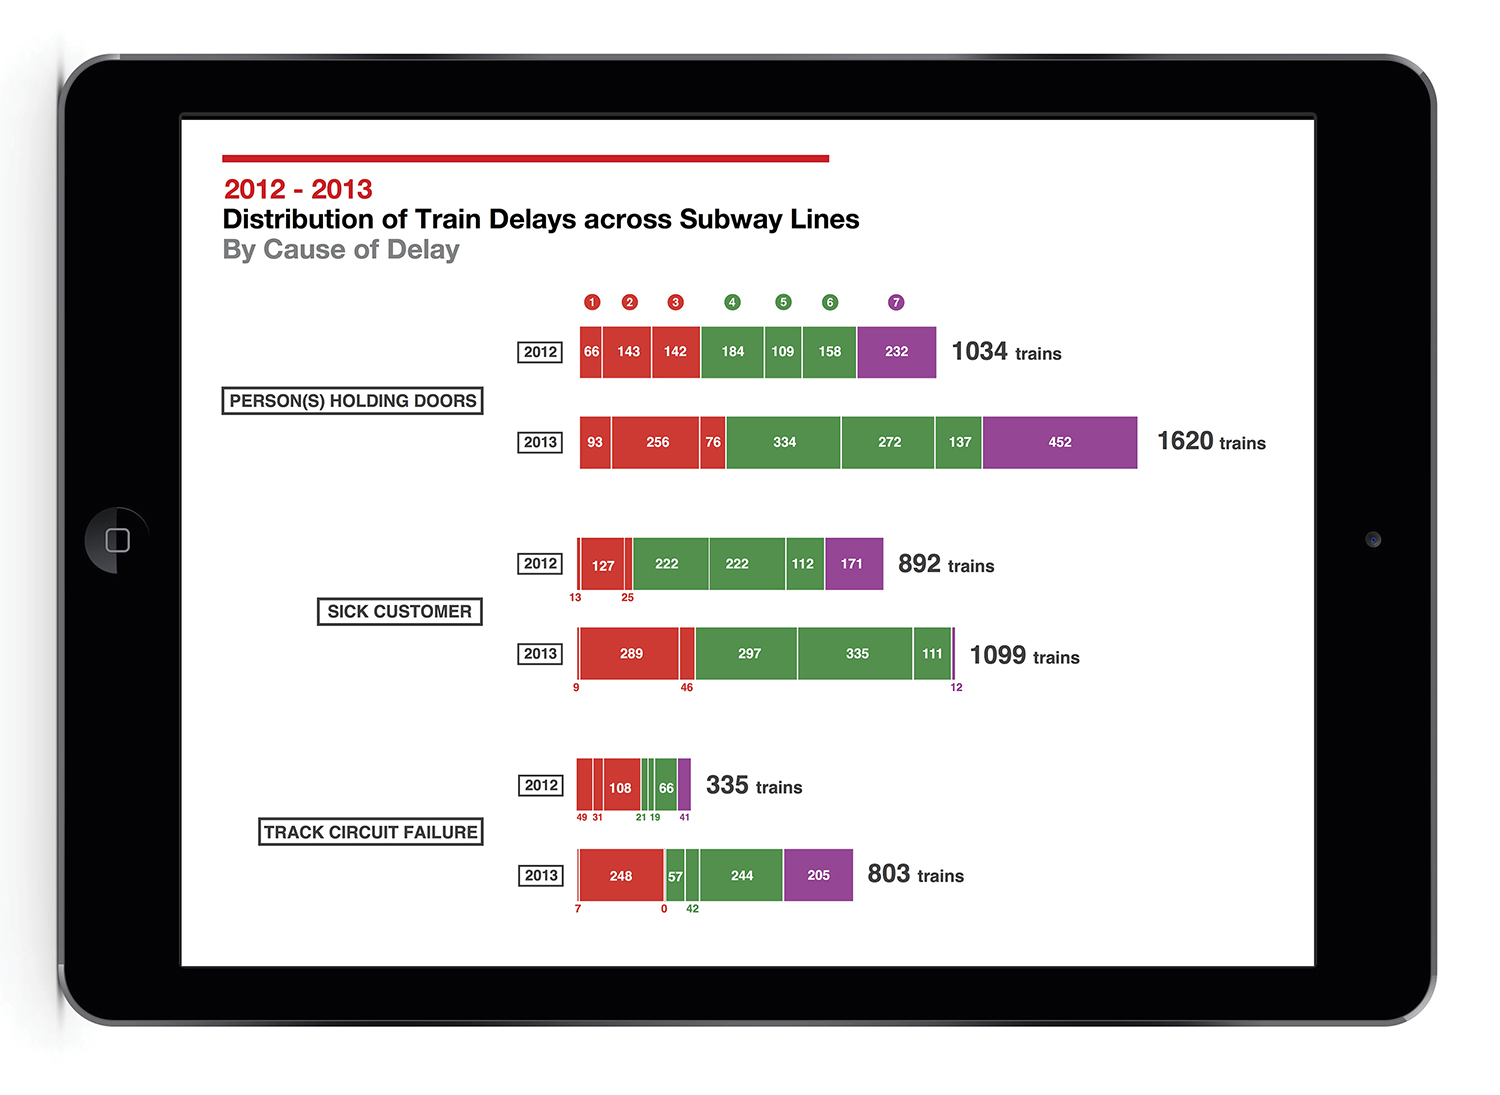 2012 - 2013
Distribution of Train Delays across Subway Lines
By Cause of Delay
1 2 3 4 5 6 7
2012 66 143 142 184 109 158 232 1034 trains
PERSON(S) HOLDING DOORS
2013 93 256 76 334 272 137 452 1620 trains
2012 127 222 222 112 171 892 trains
13 25
SICK CUSTOMER
2013 289 297 335 111 1099 trains
9 46 12
2012 108 66 335 trains
49 31 21 19 41
TRACK CIRCUIT FAILURE
2013 248 57 244 205 803 trains
7 0 42